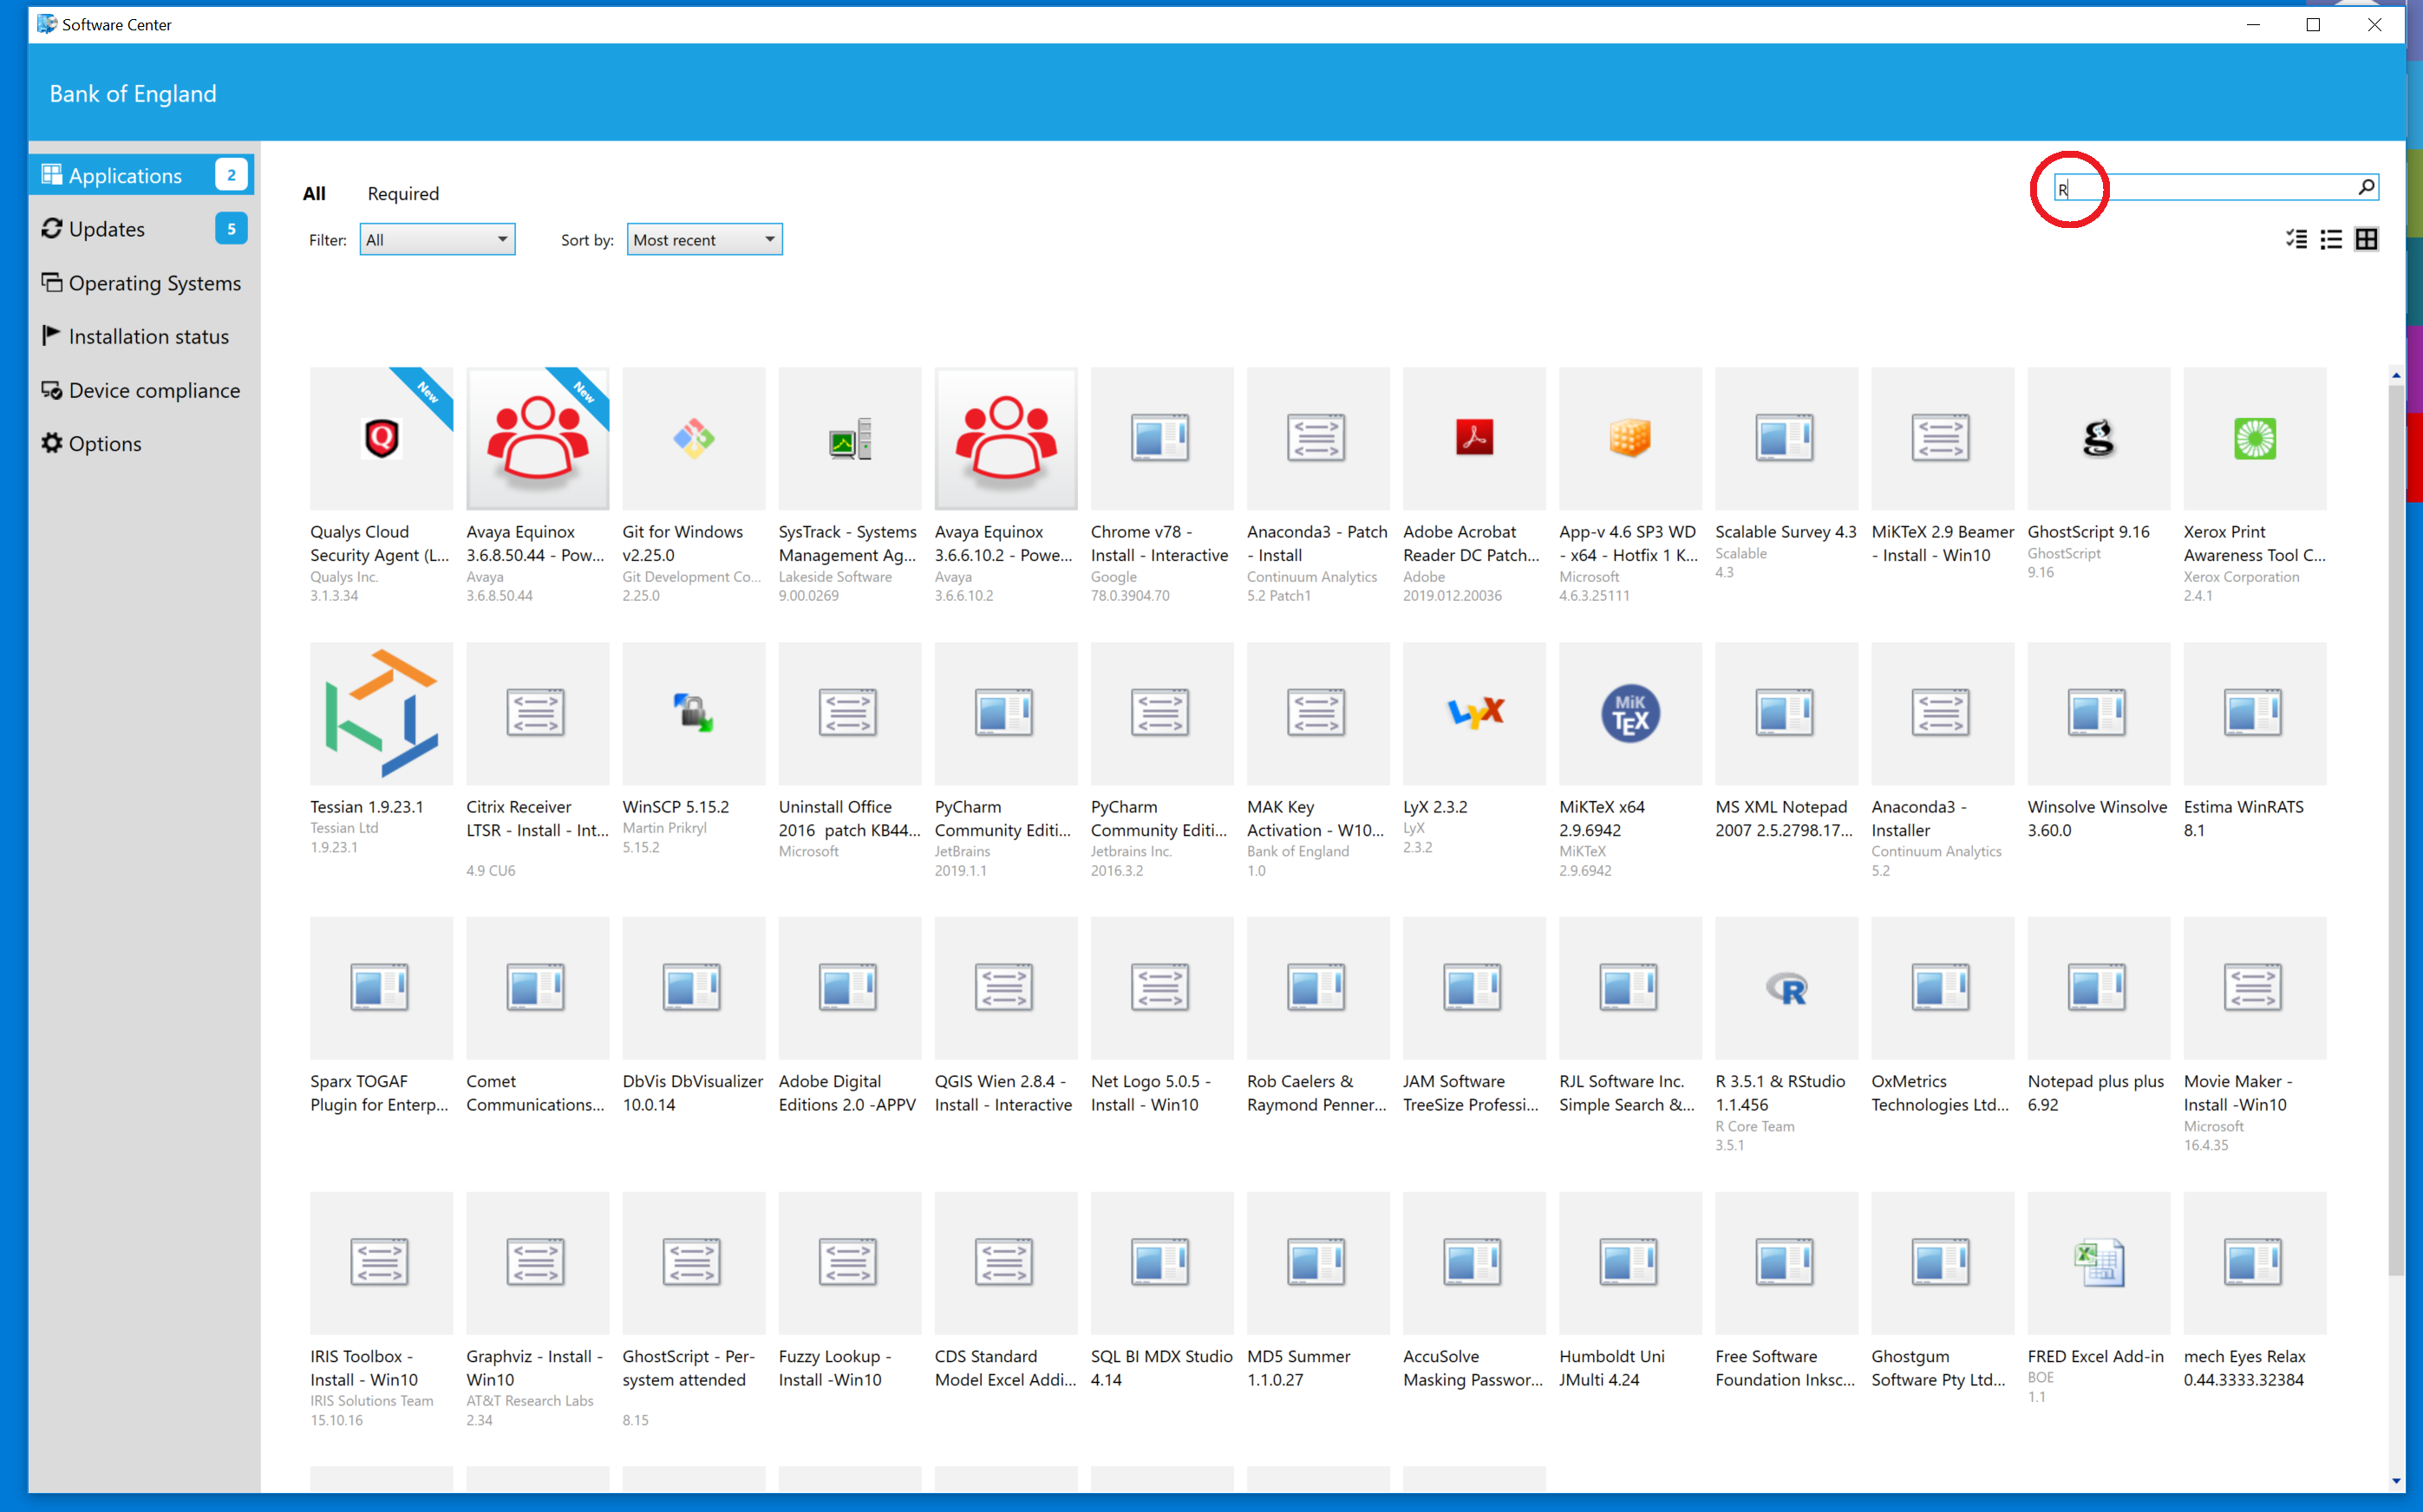 Software Center
Bank of England
Applications 2
Updates 5
Operating Systems
Installation status
Device compliance
Options
All Required
R
Filter: All Sort by: Most recent
New New
Qualys Cloud
Security Agent (L...
Qualys Inc.
3.1.3.34
Avaya Equinox
3.6.8.50.44 - Pow...
Avaya
3.6.8.50.44
Git for Windows
v2.25.0
Git Development Co...
2.25.0
SysTrack - Systems
Management Ag...
Lakeside Software
9.00.0269
Avaya Equinox
3.6.6.10.2 - Powe...
Avaya
3.6.6.10.2
Chrome v78 -
Install - Interactive
Google
78.0.3904.70
Anaconda3 - Patch
- Install
Continuum Analytics
5.2 Patch1
Adobe Acrobat
Reader DC Patch...
Adobe
2019.012.20036
App-v 4.6 SP3 WD
- x64 - Hotfix 1 K...
Microsoft
4.6.3.25111
Scalable Survey 4.3
Scalable
4.3
MiKTeX 2.9 Beamer
- Install - Win10
GhostScript 9.16
GhostScript
9.16
Xerox Print
Awareness Tool C...
Xerox Corporation
2.4.1
Tessian 1.9.23.1
Tessian Ltd
1.9.23.1
Citrix Receiver
LTSR - Install - Int...
4.9 CU6
WinSCP 5.15.2
Martin Prikryl
5.15.2
Uninstall Office
2016 patch KB44...
Microsoft
PyCharm
Community Editi...
JetBrains
2019.1.1
PyCharm
Community Editi...
Jetbrains Inc.
2016.3.2
MAK Key
Activation - W10...
Bank of England
1.0
LyX
LyX 2.3.2
LyX
2.3.2
MiK
TEX
MiKTeX x64
2.9.6942
MiKTeX
2.9.6942
MS XML Notepad
2007 2.5.2798.17...
Anaconda3 -
Installer
Continuum Analytics
5.2
Winsolve Winsolve
3.60.0
Estima WinRATS
8.1
Sparx TOGAF
Plugin for Enterp...
Comet
Communications...
DbVis DbVisualizer
10.0.14
Adobe Digital
Editions 2.0 -APPV
QGIS Wien 2.8.4 -
Install - Interactive
Net Logo 5.0.5 -
Install - Win10
Rob Caelers &
Raymond Penner...
JAM Software
TreeSize Professi...
RJL Software Inc.
Simple Search &...
R
R 3.5.1 & RStudio
1.1.456
R Core Team
3.5.1
OxMetrics
Technologies Ltd...
Notepad plus plus
6.92
Movie Maker -
Install -Win10
Microsoft
16.4.35
IRIS Toolbox -
Install - Win10
IRIS Solutions Team
15.10.16
Graphviz - Install -
Win10
AT&T Research Labs
2.34
GhostScript - Per-
system attended
8.15
Fuzzy Lookup -
Install -Win10
CDS Standard
Model Excel Addi...
SQL BI MDX Studio
4.14
MD5 Summer
1.1.0.27
AccuSolve
Masking Passwor...
Humboldt Uni
JMulti 4.24
Free Software
Foundation Inksc...
Ghostgum
Software Pty Ltd...
FRED Excel Add-in
BOE
1.1
mech Eyes Relax
0.44.3333.32384